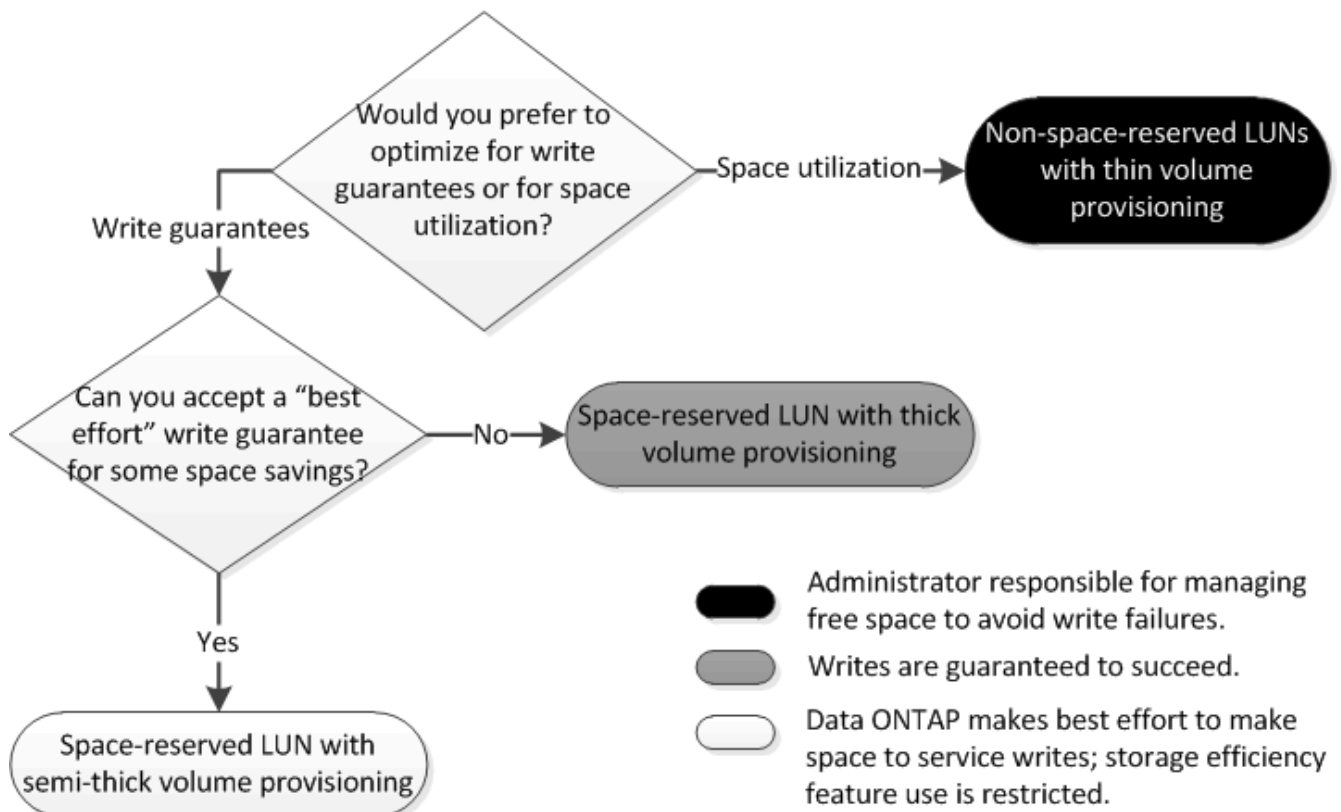 Would you prefer to
optimize for write
guarantees or for space
utilization?
Space utilization
Non-space-reserved LUNs
with thin volume
provisioning
Write guarantees
Can you accept a “best
effort” write guarantee
for some space savings?
No
Space-reserved LUN with thick
volume provisioning
Yes
Space-reserved LUN with
semi-thick volume provisioning
Administrator responsible for managing
free space to avoid write failures.
Writes are guaranteed to succeed.
Data ONTAP makes best effort to make
space to service writes; storage efficiency
feature use is restricted.